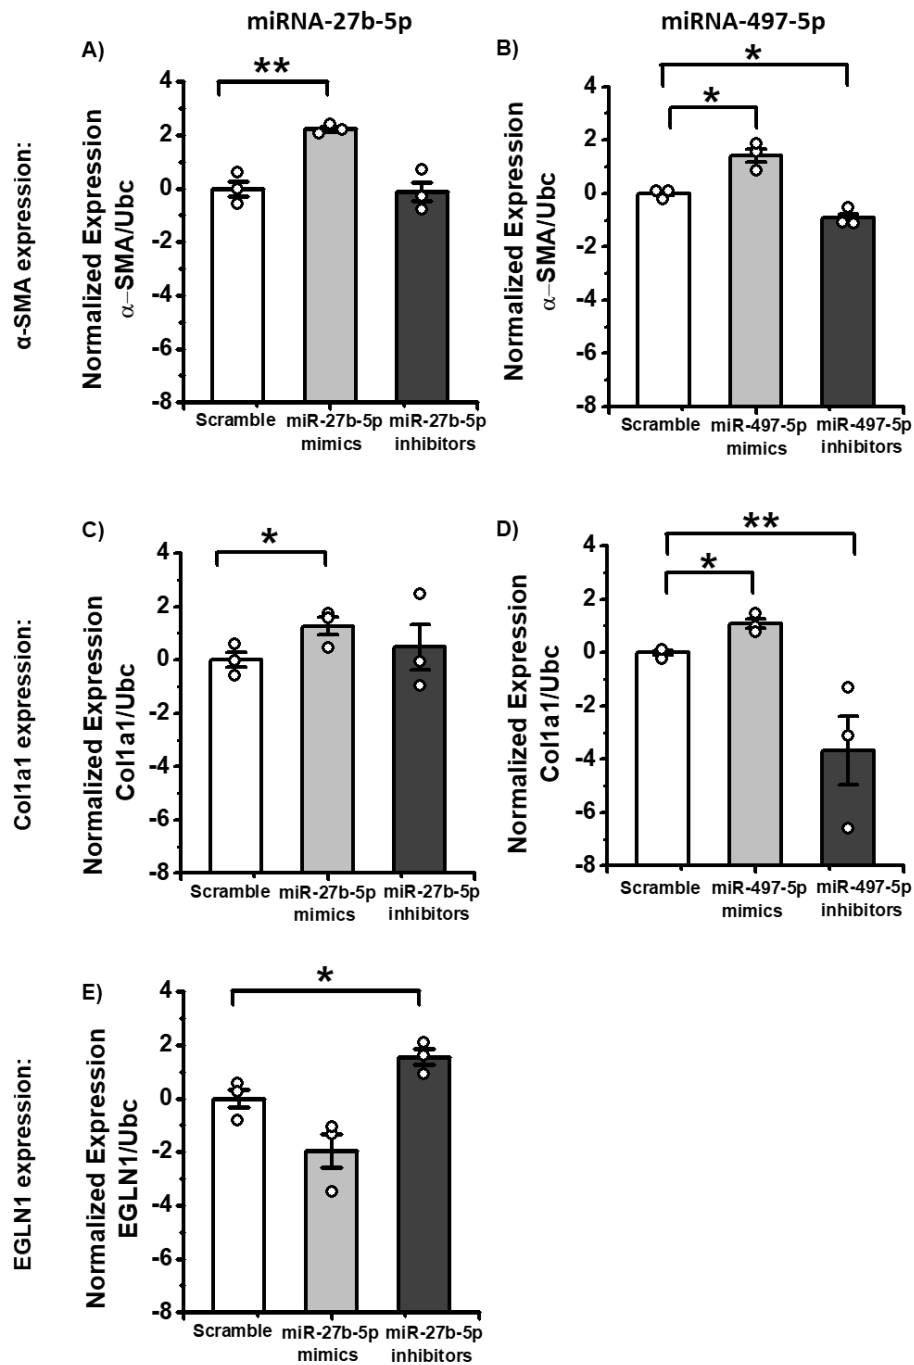 miRNA-27b-5p
miRNA-497-5p
α-SMA expression:
A)
**
Normalized Expression
α–SMA/Ubc
4
2
0
-2
-4
-6
-8
Scramble
miR-27b-5p
mimics
miR-27b-5p
inhibitors
B)
*
*
Normalized Expression
α–SMA/Ubc
4
2
0
-2
-4
-6
-8
Scramble
miR-497-5p
mimics
miR-497-5p
inhibitors
Col1a1 expression:
C)
*
Normalized Expression
Col1a1/Ubc
4
2
0
-2
-4
-6
-8
Scramble
miR-27b-5p
mimics
miR-27b-5p
inhibitors
D)
**
*
Normalized Expression
Col1a1/Ubc
4
2
0
-2
-4
-6
-8
Scramble
miR-497-5p
mimics
miR-497-5p
inhibitors
EGLN1 expression:
E)
*
Normalized Expression
EGLN1/Ubc
4
2
0
-2
-4
-6
-8
Scramble
miR-27b-5p
mimics
miR-27b-5p
inhibitors